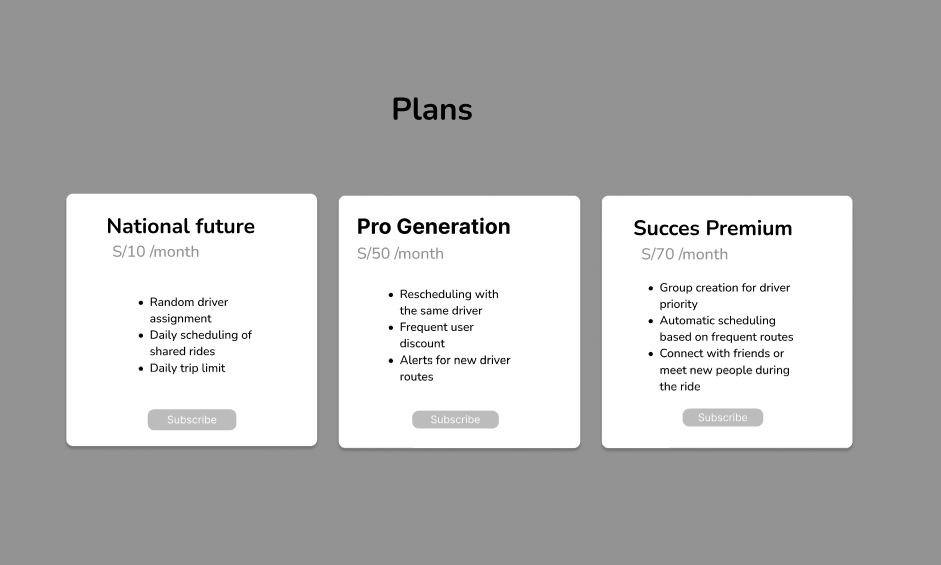 Plans
National future
S/10 /month
• Random driver
assignment
• Daily scheduling of
shared rides
• Daily trip limit
Subscribe
Pro Generation
S/50 /month
• Rescheduling with
the same driver
• Frequent user
discount
• Alerts for new driver
routes
Subscribe
Succes Premium
S/70 /month
• Group creation for driver
priority
• Automatic scheduling
based on frequent routes
• Connect with friends or
meet new people during
the ride
Subscribe